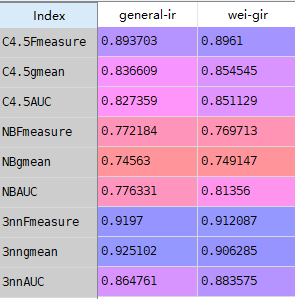 Index general-ir wei-gir
C4.5Fmeasure 0.893703 0.8961
C4.5gmean 0.836609 0.854545
C4.5AUC 0.827359 0.851129
NBFmeasure 0.772184 0.769713
NBgmean 0.74563 0.749147
NBAUC 0.776331 0.81356
3nnFmeasure 0.9197 0.912087
3nngmean 0.925102 0.906285
3nnAUC 0.864761 0.883575